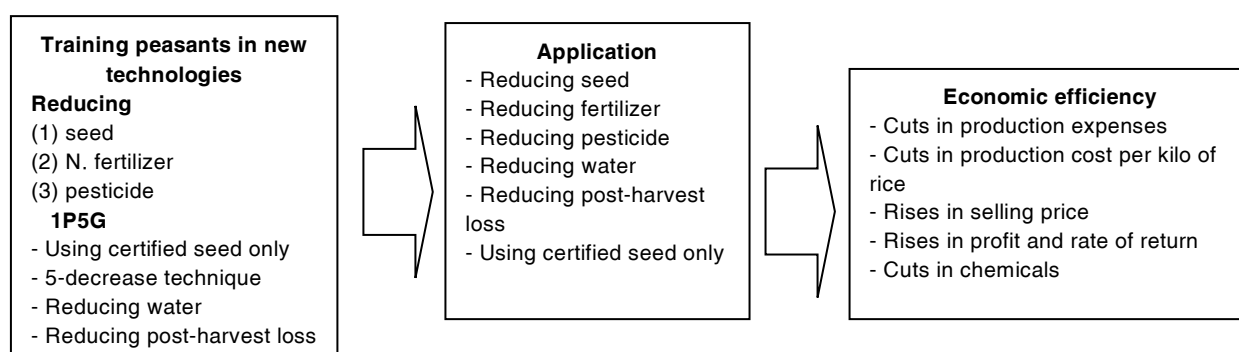 Training peasants in new
technologies
Reducing
(1) seed
(2) N. fertilizer
(3) pesticide
1P5G
- Using certified seed only
- 5-decrease technique
- Reducing water
- Reducing post-harvest loss
Application
- Reducing seed
- Reducing fertilizer
- Reducing pesticide
- Reducing water
- Reducing post-harvest
loss
- Using certified seed only
Economic efficiency
- Cuts in production expenses
- Cuts in production cost per kilo of
rice
- Rises in selling price
- Rises in profit and rate of return
- Cuts in chemicals